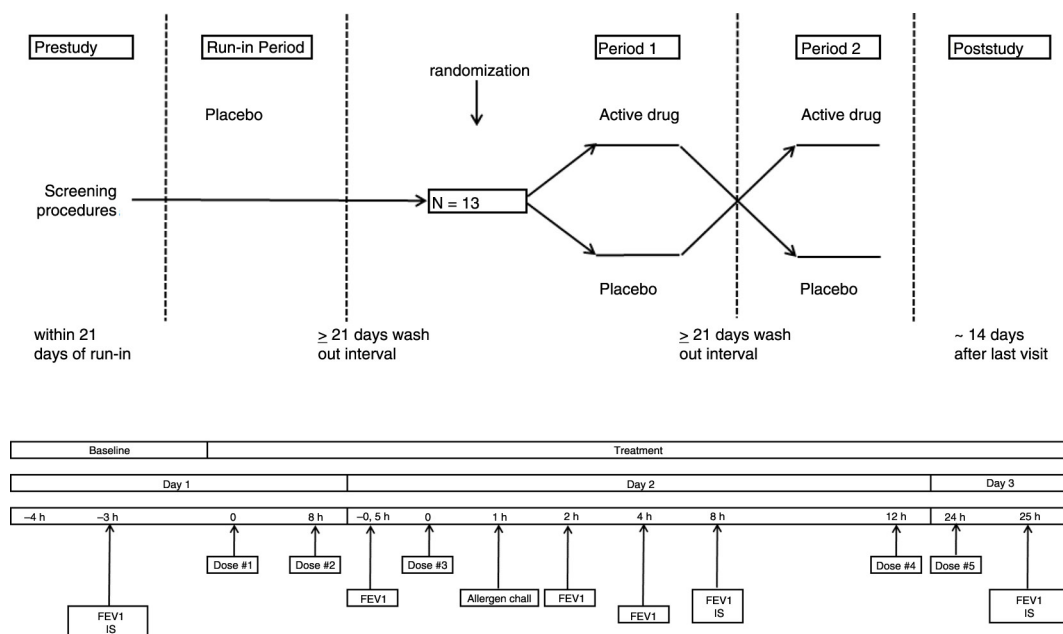 Prestudy
Run-in Period
Period 1
Period 2
Poststudy
randomization
Placebo
Active drug
Active drug
Screening
procedures
N = 13
Placebo
Placebo
within 21
days of run-in
≥ 21 days wash
out interval
≥ 21 days wash
out interval
~ 14 days
after last visit
Baseline
Treatment
Day 1
Day 2
Day 3
–4 h
–3 h
0
8 h
–0, 5 h
0
1 h
2 h
4 h
8 h
12 h
24 h
25 h
Dose #1
Dose #2
Dose #3
Dose #4
Dose #5
FEV1
Allergen chall
FEV1
FEV1
FEV1
IS
FEV1
IS
FEV1
IS